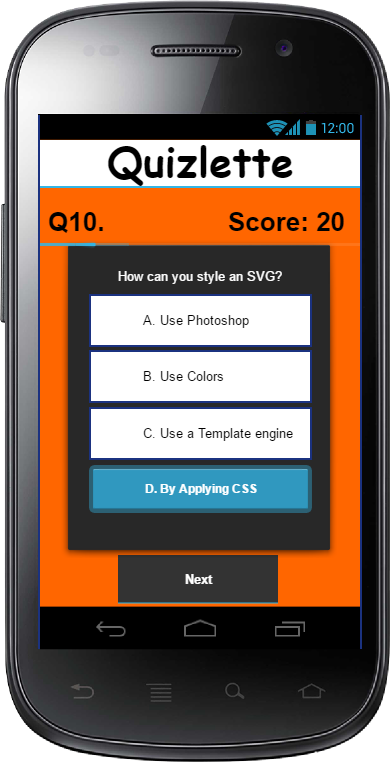 12:00
Quizlette
Q10. Score: 20
How can you style an SVG?
A. Use Photoshop
B. Use Colors
C. Use a Template engine
D. By Applying CSS
Next